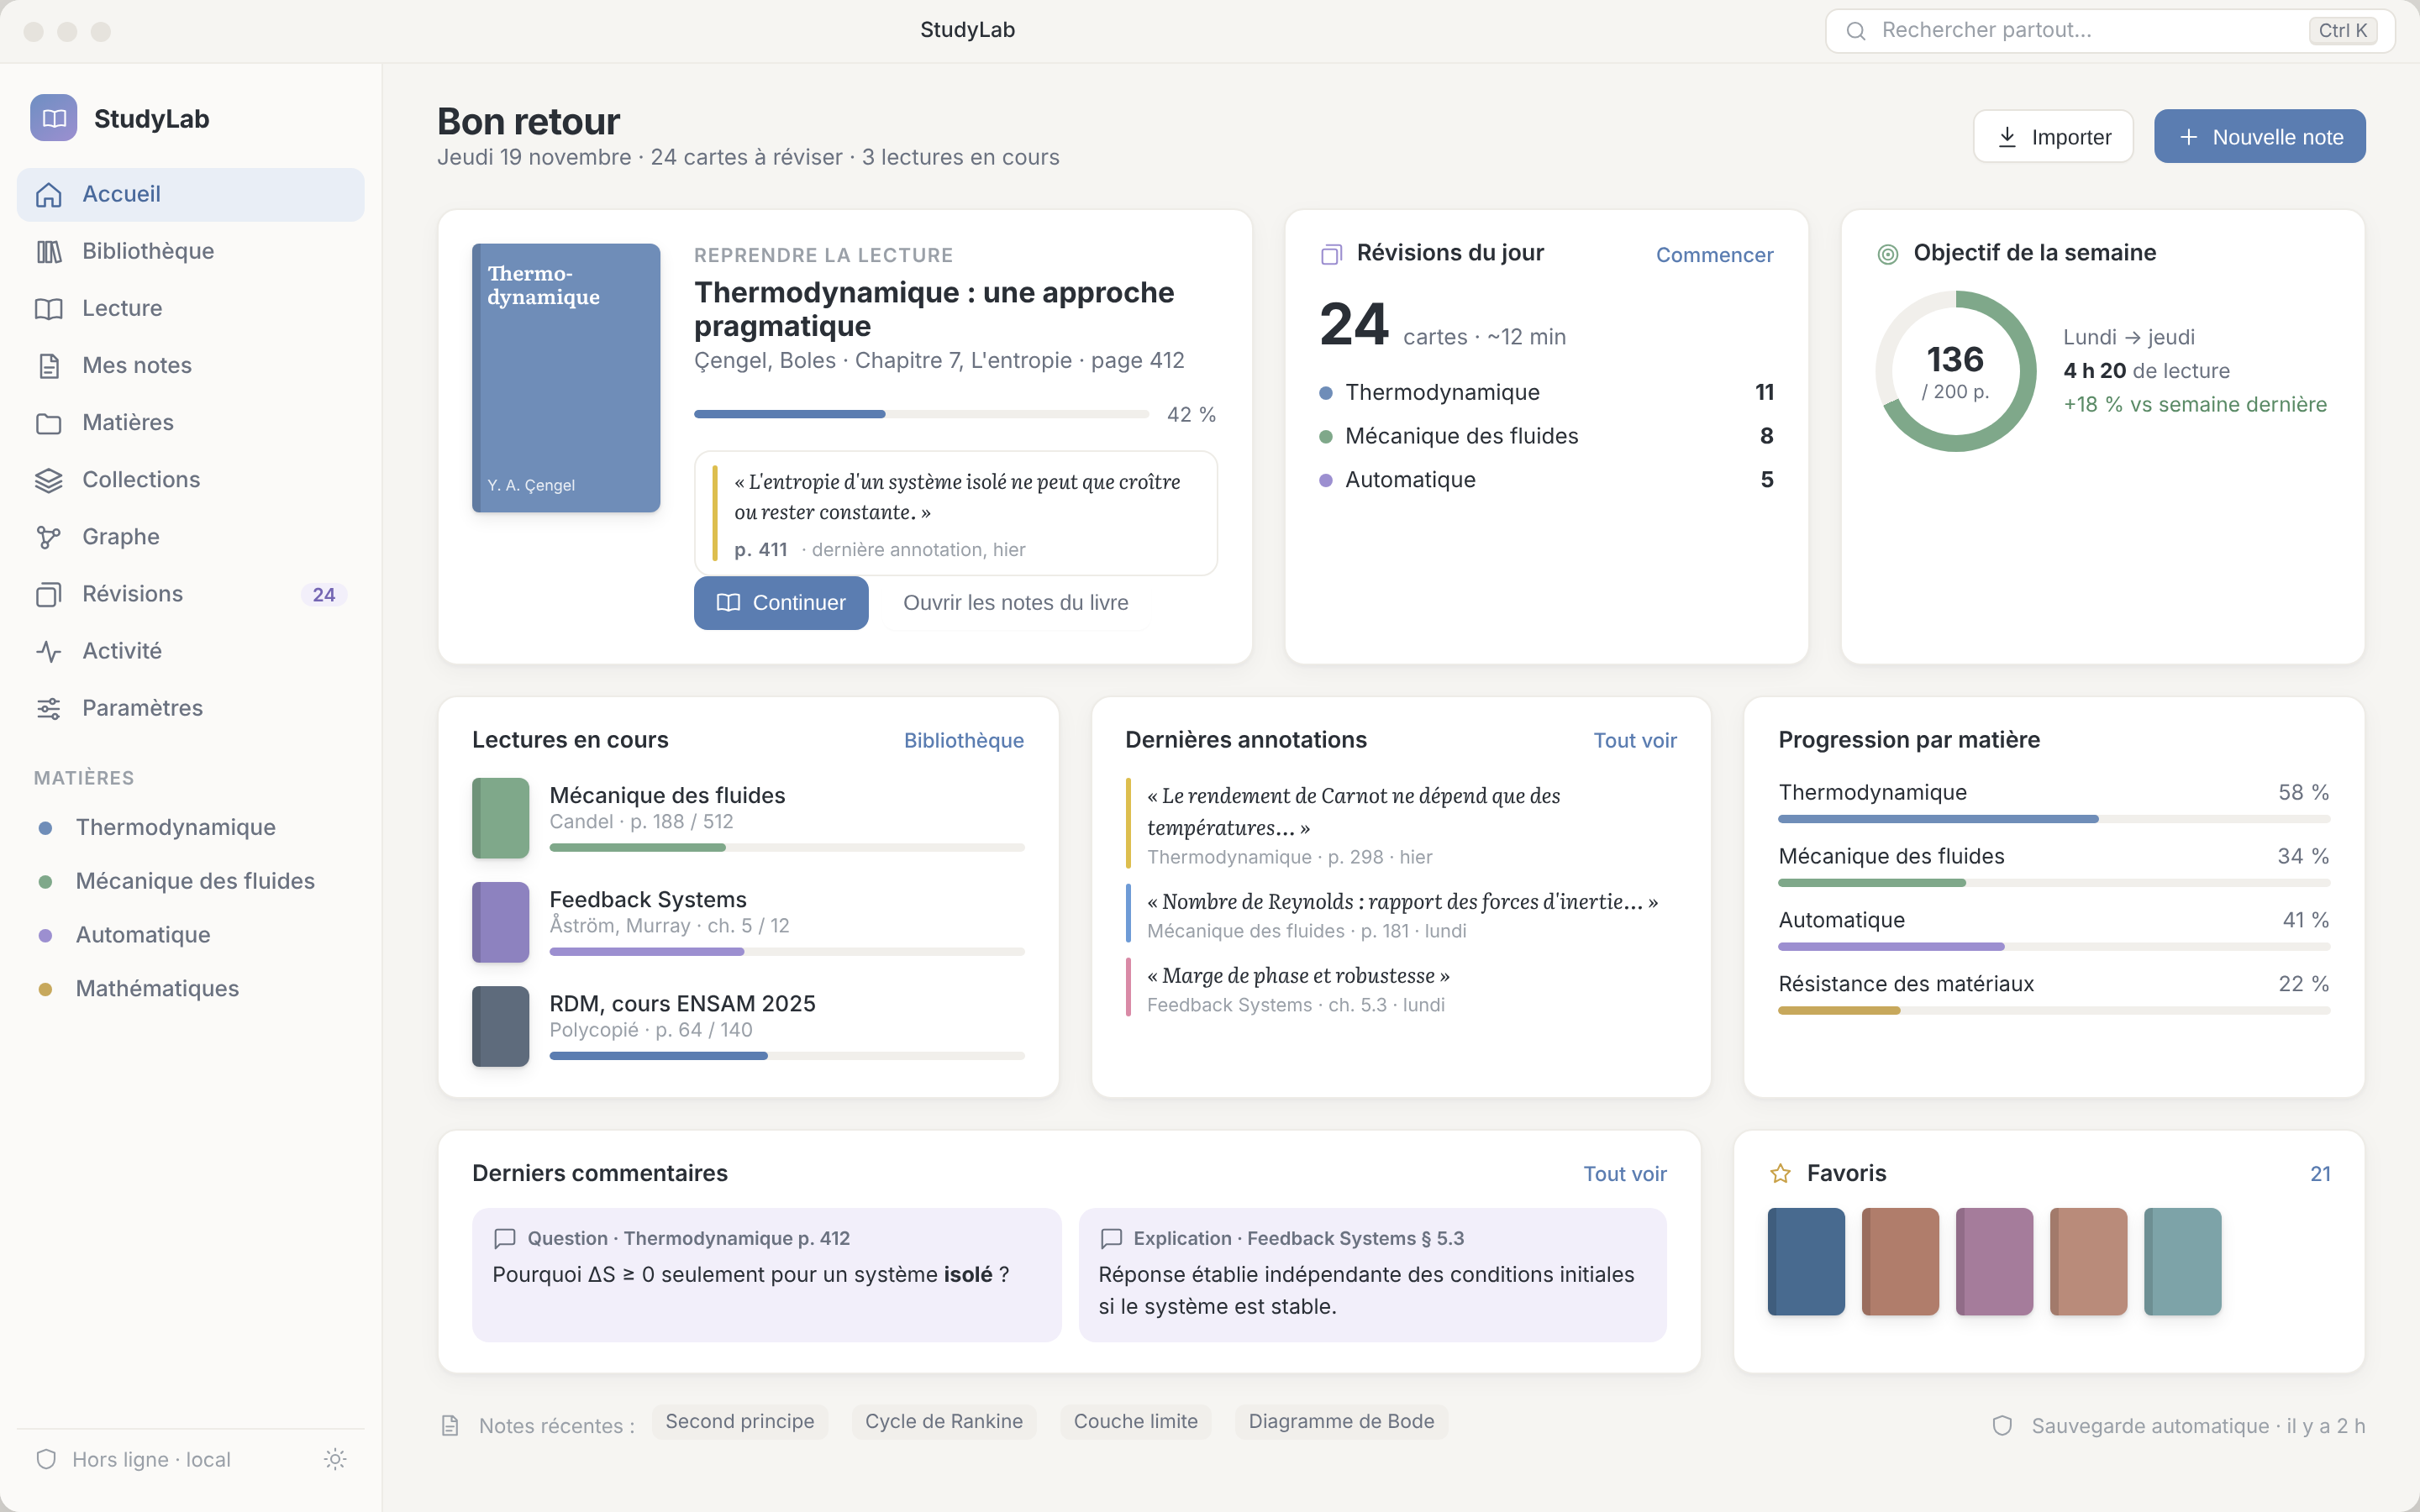 StudyLab
Rechercher partout...
Ctrl K
StudyLab
Accueil
Bibliothèque
Lecture
Mes notes
Matières
Collections
Graphe
Révisions 24
Activité
Paramètres
MATIÈRES
Thermodynamique
Mécanique des fluides
Automatique
Mathématiques
Hors ligne · local
Bon retour
Jeudi 19 novembre · 24 cartes à réviser · 3 lectures en cours
Importer
Nouvelle note
Thermo-
dynamique
Y. A. Çengel
REPRENDRE LA LECTURE
Thermodynamique : une approche
pragmatique
Çengel, Boles · Chapitre 7, L'entropie · page 412
42 %
« L'entropie d'un système isolé ne peut que croître
ou rester constante. »
p. 411 · dernière annotation, hier
Continuer
Ouvrir les notes du livre
Révisions du jour
Commencer
24 cartes · ~12 min
Thermodynamique 11
Mécanique des fluides 8
Automatique 5
Objectif de la semaine
136
/ 200 p.
Lundi → jeudi
4 h 20 de lecture
+18 % vs semaine dernière
Lectures en cours
Bibliothèque
Mécanique des fluides
Candel · p. 188 / 512
Feedback Systems
Åström, Murray · ch. 5 / 12
RDM, cours ENSAM 2025
Polycopié · p. 64 / 140
Dernières annotations
Tout voir
« Le rendement de Carnot ne dépend que des
températures... »
Thermodynamique · p. 298 · hier
« Nombre de Reynolds : rapport des forces d'inertie... »
Mécanique des fluides · p. 181 · lundi
« Marge de phase et robustesse »
Feedback Systems · ch. 5.3 · lundi
Progression par matière
Thermodynamique 58 %
Mécanique des fluides 34 %
Automatique 41 %
Résistance des matériaux 22 %
Derniers commentaires
Tout voir
Question · Thermodynamique p. 412
Pourquoi ΔS ≥ 0 seulement pour un système isolé ?
Explication · Feedback Systems § 5.3
Réponse établie indépendante des conditions initiales
si le système est stable.
Favoris
21
Notes récentes :
Second principe
Cycle de Rankine
Couche limite
Diagramme de Bode
Sauvegarde automatique · il y a 2 h